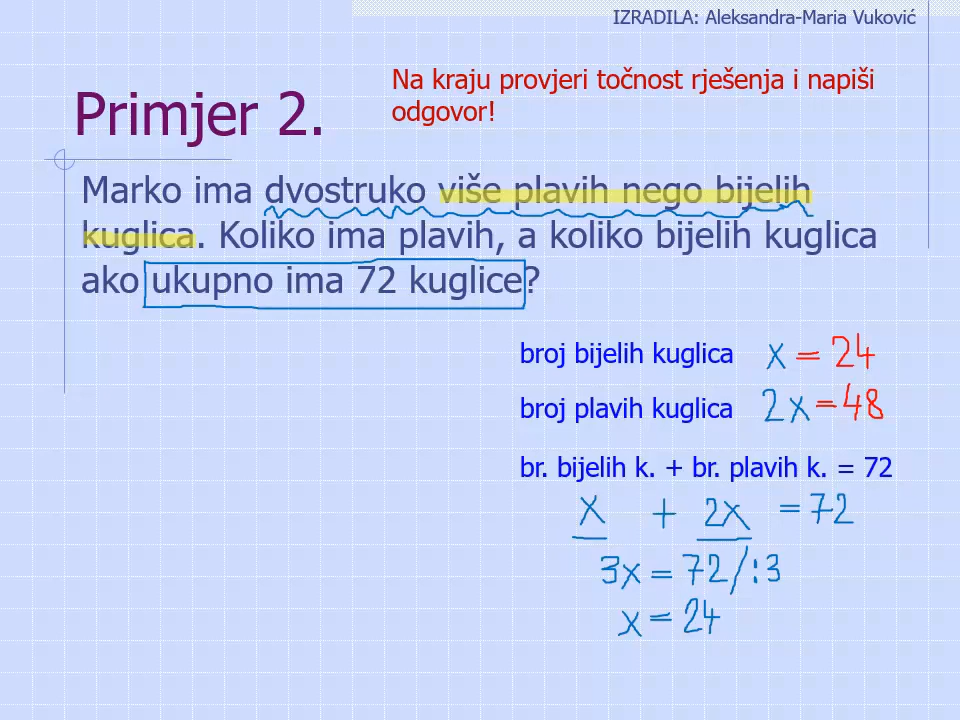 IZRADILA: Aleksandra-Maria Vuković
Na kraju provjeri točnost rješenja i napiši
odgovor!
Primjer 2.
Marko ima dvostruko više plavih nego bijelih
kuglica. Koliko ima plavih, a koliko bijelih kuglica
ako ukupno ima 72 kuglice?
broj bijelih kuglica x = 24
broj plavih kuglica 2x = 48
br. bijelih k. + br. plavih k. = 72
x + 2x = 72
3x = 72 /:3
x = 24